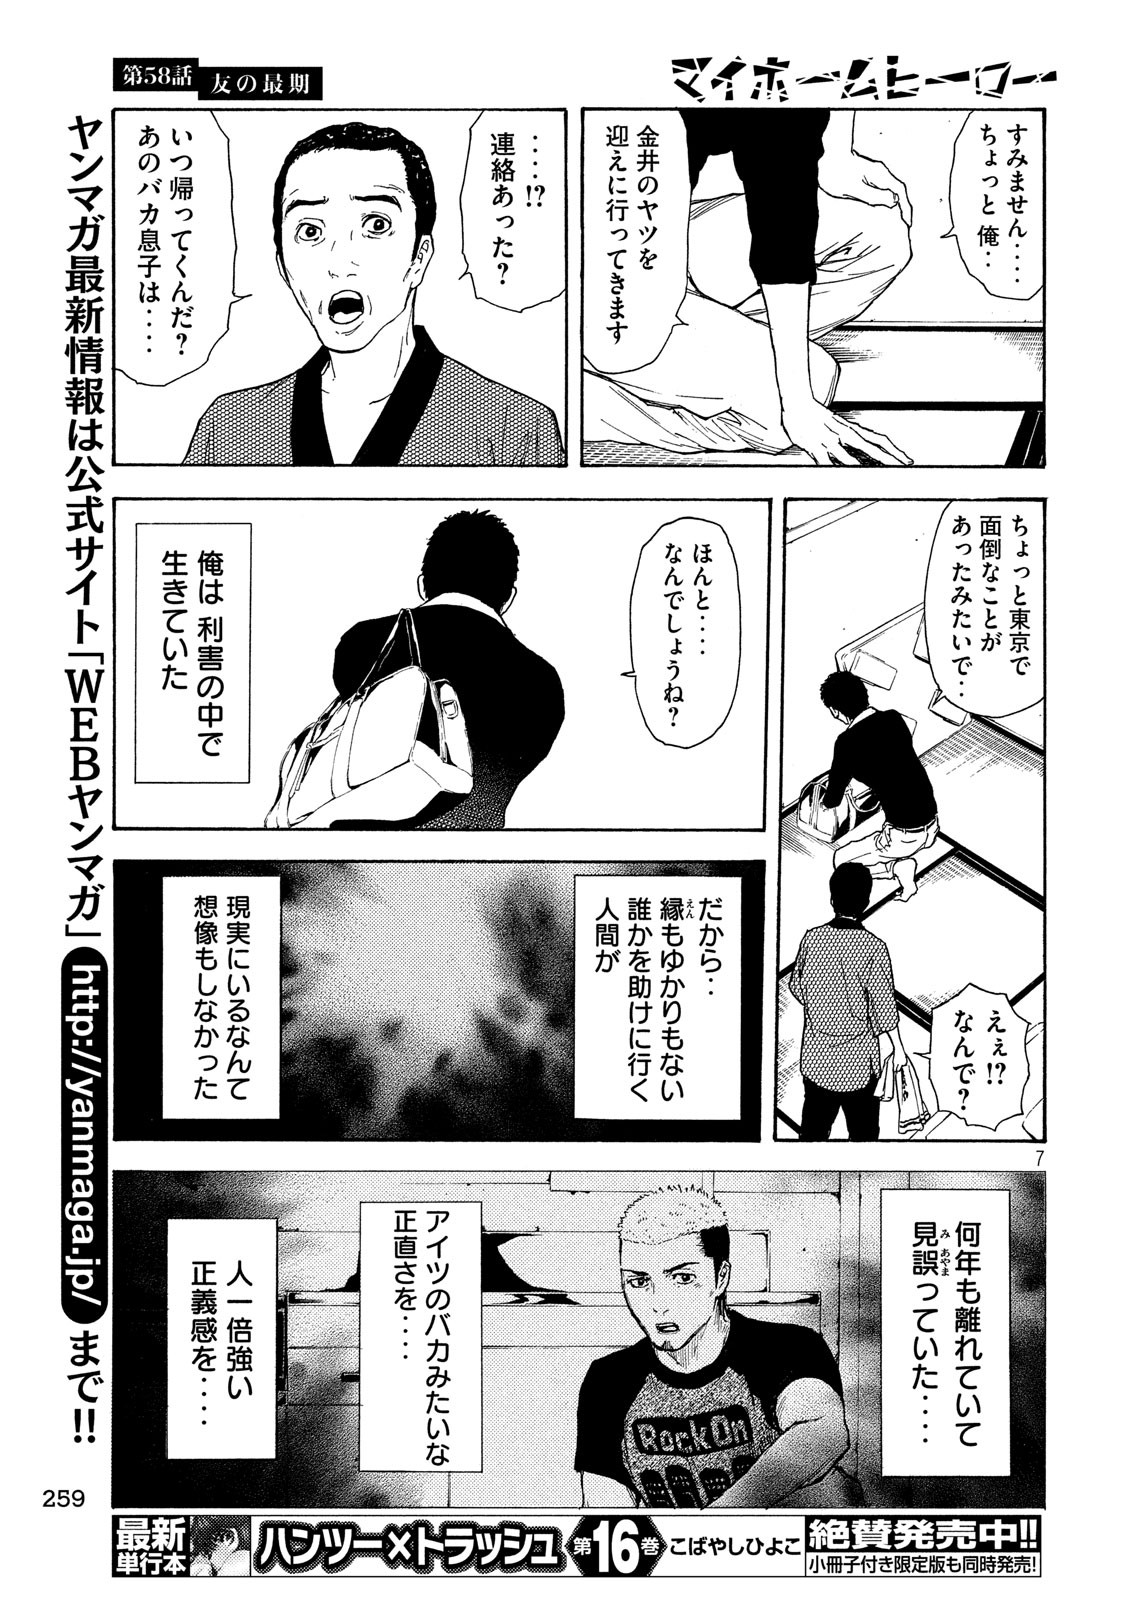 第58話
友の最期
マイホームヒーロー
すみません‥‥
ちょっと俺‥
金井のヤツを
迎えに行ってきます
‥‥!?
連絡あった?
いつ帰ってくんだ?
あのバカ息子は‥‥
ちょっと東京で
面倒なことが
あったみたいで‥
えぇ!?
なんで?
ほんと‥‥
なんでしょうね?
俺は 利害の中で
生きていた
だから‥
縁もゆかりもない
えん
誰かを助けに行く
人間が
現実にいるなんて
想像もしなかった
7
何年も離れていて
見誤っていた‥‥
み あやま
アイツのバカみたいな
正直さを‥‥
人一倍強い
正義感を‥‥
Rock On
ヤンマガ最新情報は公式サイト「WEBヤンマガ」http://yanmaga.jp/まで!!
259
最新
単行本
ハンツー×トラッシュ
第16巻
こばやしひよこ
絶賛発売中!!
小冊子付き限定版も同時発売!